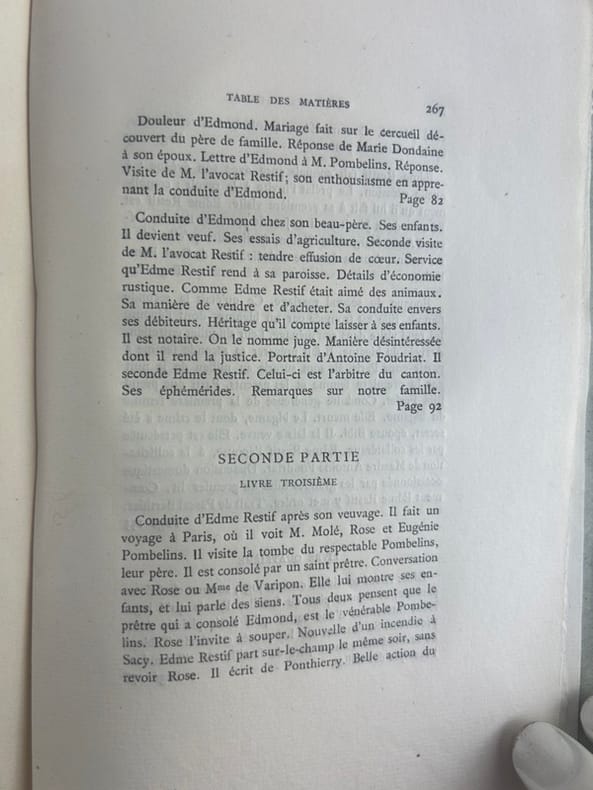 TABLE DES MATIÈRES 267
Douleur d'Edmond. Mariage fait sur le cercueil dé-
couvert du père de famille. Réponse de Marie Dondaine
à son époux. Lettre d'Edmond à M. Pombelins. Réponse.
Visite de M. l'avocat Restif; son enthousiasme en appre-
nant la conduite d'Edmond. Page 82
Conduite d'Edmond chez son beau-père. Ses enfants.
Il devient veuf. Ses essais d'agriculture. Seconde visite
de M. l'avocat Restif : tendre effusion de cœur. Service
qu'Edme Restif rend à sa paroisse. Détails d'économie
rustique. Comme Edme Restif était aimé des animaux.
Sa manière de vendre et d'acheter. Sa conduite envers
ses débiteurs. Héritage qu'il compte laisser à ses enfants.
Il est notaire. On le nomme juge. Manière désintéressée
dont il rend la justice. Portrait d'Antoine Foudriat. Il
seconde Edme Restif. Celui-ci est l'arbitre du canton.
Ses éphémérides. Remarques sur notre famille.
Page 92
SECONDE PARTIE
LIVRE TROISIÈME
Conduite d'Edme Restif après son veuvage. Il fait un
voyage à Paris, où il voit M. Molé, Rose et Eugénie
Pombelins. Il visite la tombe du respectable Pombelins,
leur père. Il est consolé par un saint prêtre. Conversation
avec Rose ou Mme de Varipon. Elle lui montre ses en-
fants, et lui parle des siens. Tous deux pensent que le
prêtre qui a consolé Edmond, est le vénérable Pombe-
lins. Rose l'invite à souper. Nouvelle d'un incendie à
Sacy. Edme Restif part sur-le-champ le même soir, sans
revoir Rose. Il écrit de Ponthierry. Belle action du